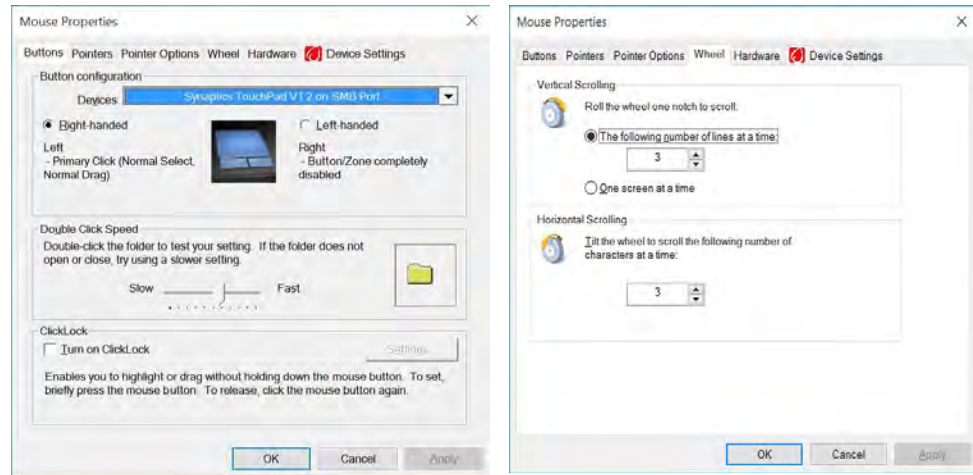 Mouse Properties
Buttons Pointers Pointer Options Wheel Hardware Device Settings
Button configuration
Devices: Synaptics TouchPad V1.2 on SMB Port
Right-handed
Left-handed
Left
- Primary Click (Normal Select, Normal Drag)
Right
- Button/Zone completely disabled
Double Click Speed
Double-click the folder to test your setting. If the folder does not
open or close, try using a slower setting.
Slow Fast
ClickLock
Turn on ClickLock
Settings...
Enables you to highlight or drag without holding down the mouse button. To set,
briefly press the mouse button. To release, click the mouse button again.
OK Cancel Apply
Mouse Properties
Buttons Pointers Pointer Options Wheel Hardware Device Settings
Vertical Scrolling
Roll the wheel one notch to scroll:
The following number of lines at a time:
3
One screen at a time
Horizontal Scrolling
Tilt the wheel to scroll the following number of
characters at a time:
3
OK Cancel Apply